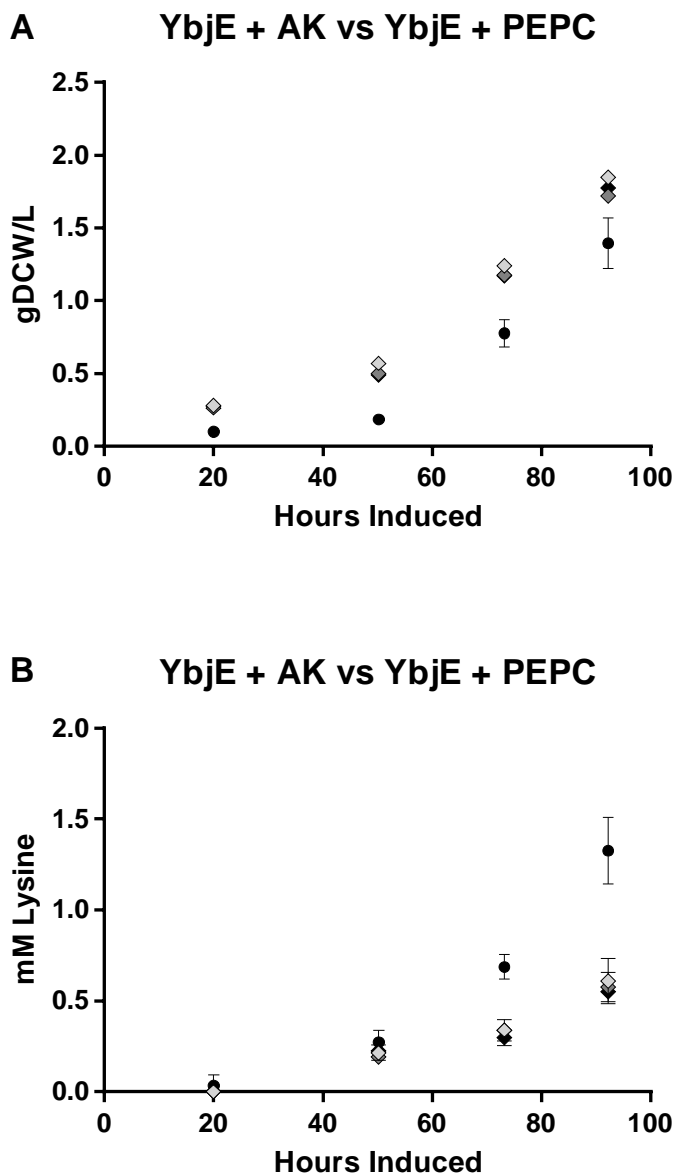 A YbjE + AK vs YbjE + PEPC
2.5
2.0
1.5
1.0
0.5
0.0
gDCW/L
0 20 40 60 80 100
Hours Induced
B YbjE + AK vs YbjE + PEPC
2.0
1.5
1.0
0.5
0.0
mM Lysine
0 20 40 60 80 100
Hours Induced